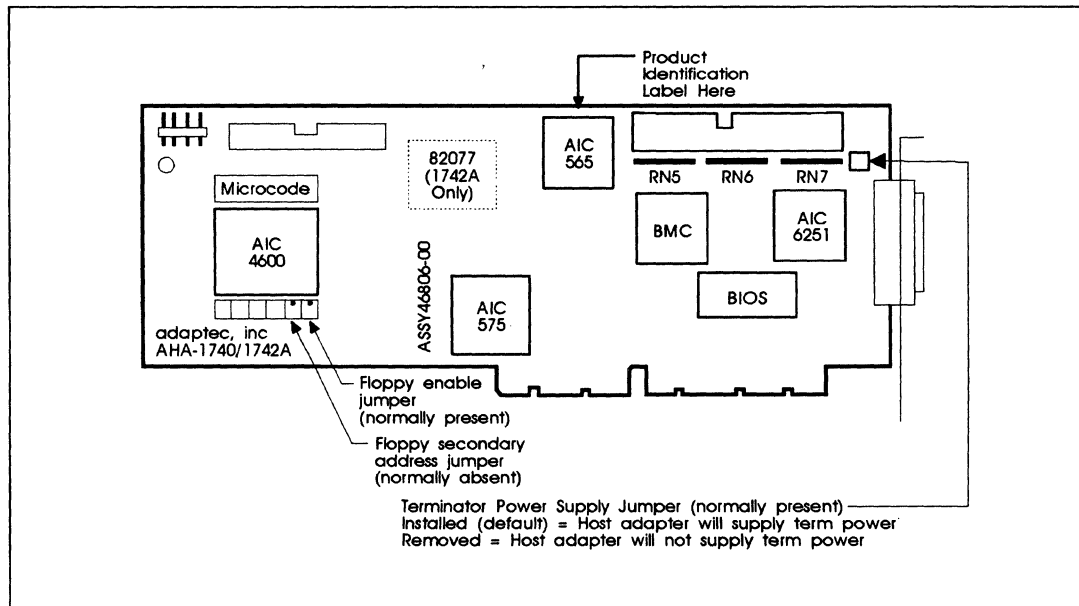 Product
Identification
Label Here
AIC
565
82077
(1742A
Only)
RN5 RN6 RN7
Microcode
AIC
4600
BMC
AIC
6251
BIOS
AIC
575
ASSY46806-00
adaptec, inc
AHA-1740/1742A
Floppy enable
jumper
(normally present)
Floppy secondary
address jumper
(normally absent)
Terminator Power Supply Jumper (normally present)
Installed (default) = Host adapter will supply term power
Removed = Host adapter will not supply term power